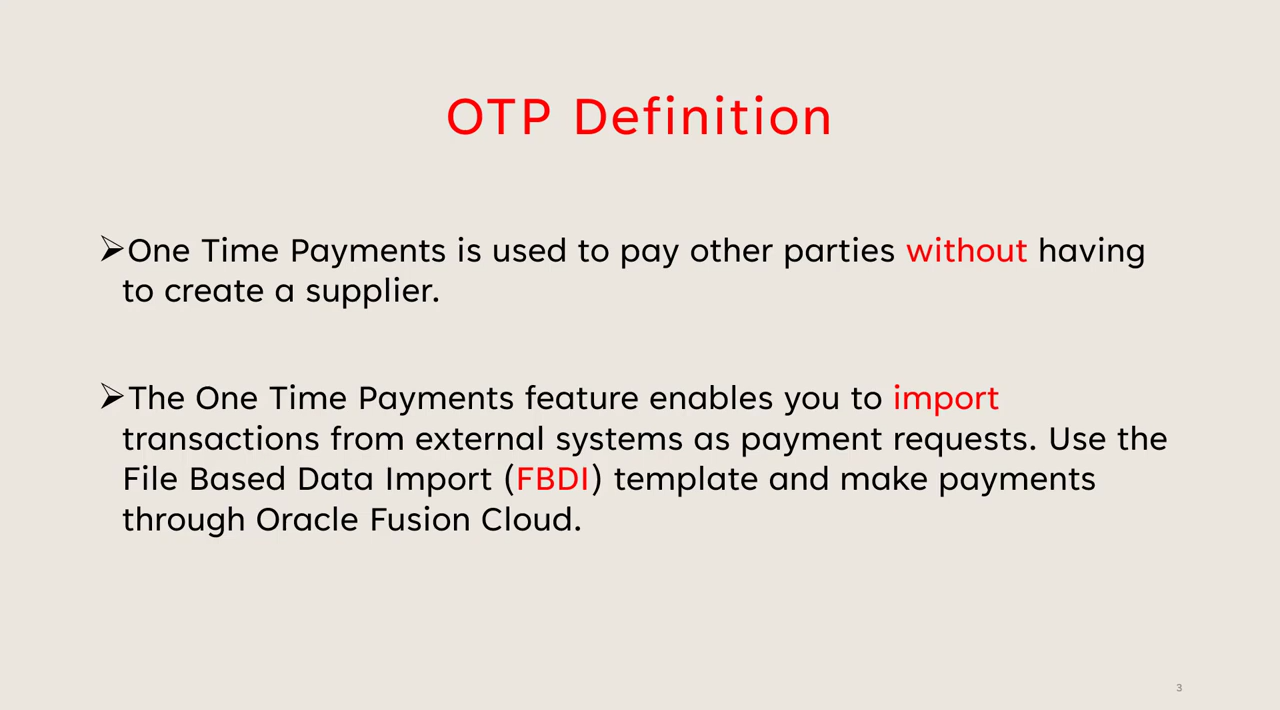 OTP Definition
➢One Time Payments is used to pay other parties without having
to create a supplier.
➢The One Time Payments feature enables you to import
transactions from external systems as payment requests. Use the
File Based Data Import (FBDI) template and make payments
through Oracle Fusion Cloud.
3